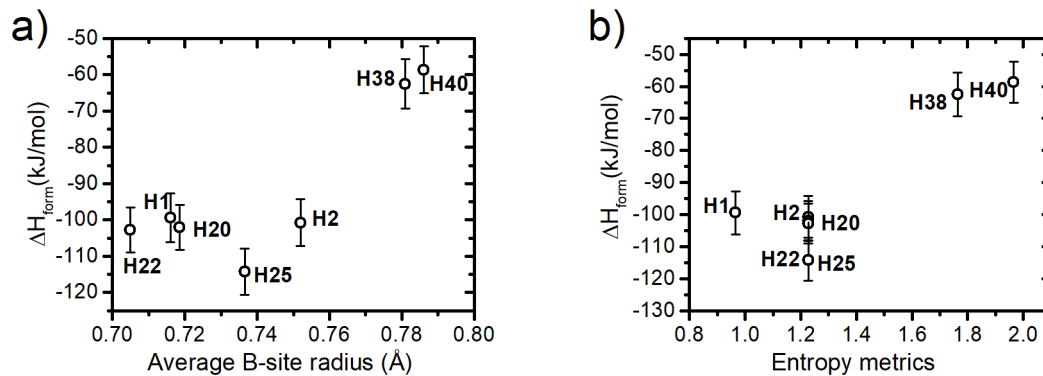 a)
-50
-60
-70
-80
-90
-100
-110
-120
ΔH_form(kJ/mol)
H38
H40
H1
H20
H22
H25
H2
0.70 0.72 0.74 0.76 0.78 0.80
Average B-site radius (Å)
b)
-50
-60
-70
-80
-90
-100
-110
-120
-130
ΔH_form(kJ/mol)
H40
H38
H1
H2
H20
H22 H25
0.8 1.0 1.2 1.4 1.6 1.8 2.0
Entropy metrics